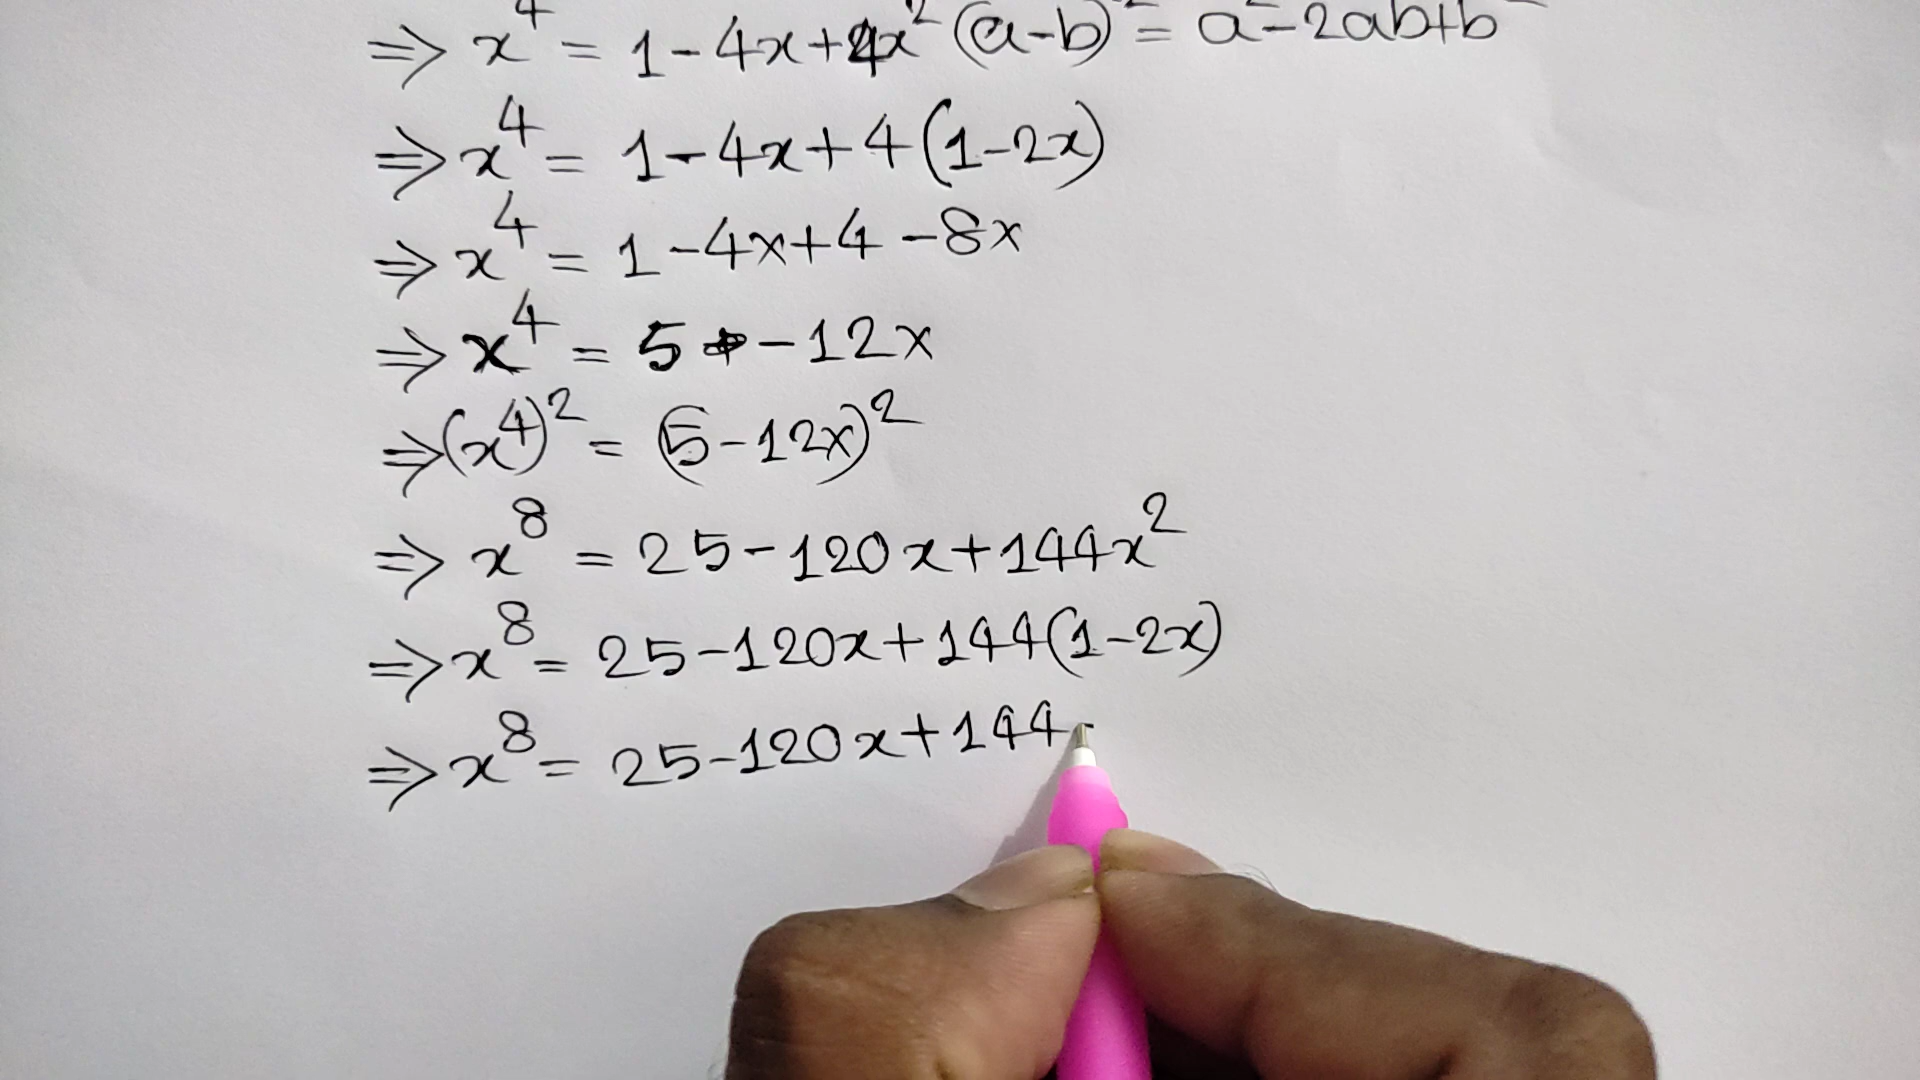 ⇒ x⁴ = 1-4x+4x² (a-b)² = a²-2ab+b²
⇒ x⁴ = 1-4x+4(1-2x)
⇒ x⁴ = 1-4x+4-8x
⇒ x⁴ = 5-12x
⇒ (x⁴)² = (5-12x)²
⇒ x⁸ = 25-120x+144x²
⇒ x⁸ = 25-120x+144(1-2x)
⇒ x⁸ = 25-120x+144-